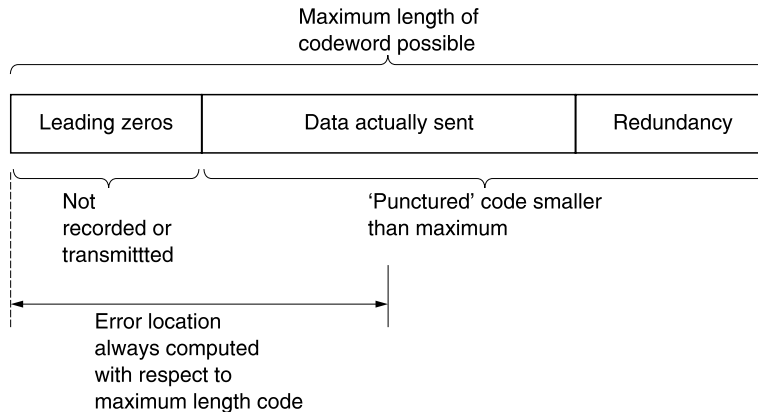 Maximum length of
codeword possible
Leading zeros
Data actually sent
Redundancy
Not
recorded or
transmittted
‘Punctured’ code smaller
than maximum
Error location
always computed
with respect to
maximum length code